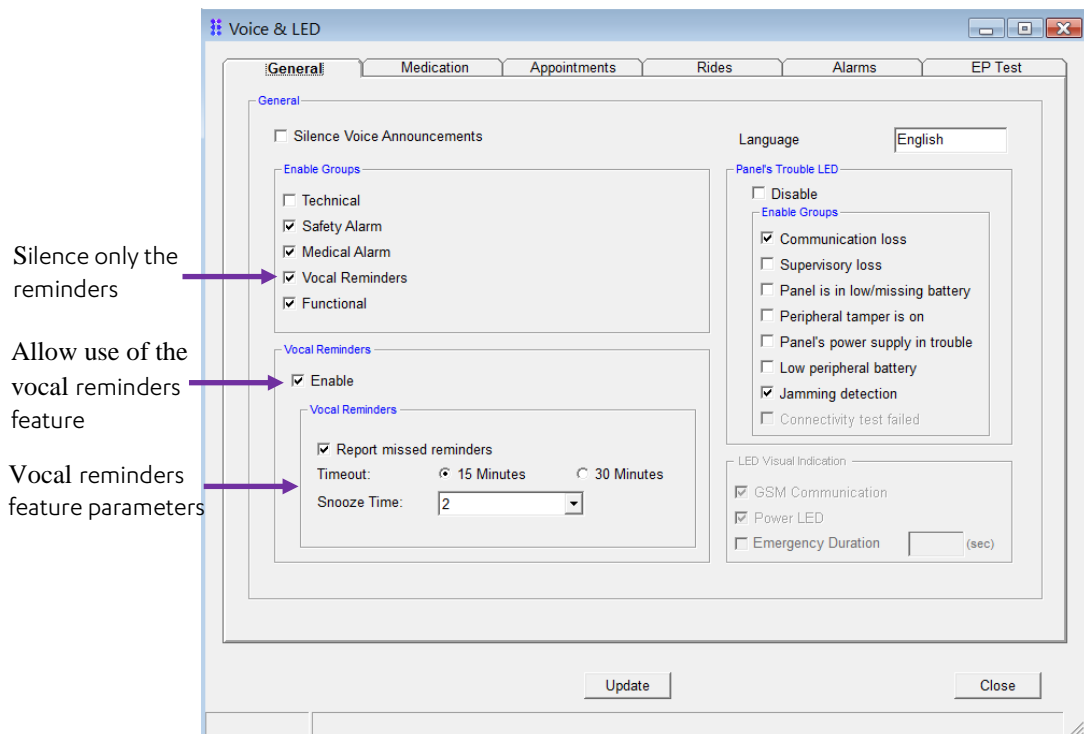 Voice & LED
General Medication Appointments Rides Alarms EP Test
General
Silence Voice Announcements
Language English
Enable Groups
Technical
Safety Alarm
Medical Alarm
Vocal Reminders
Functional
Silence only the
reminders
Panel's Trouble LED
Disable
Enable Groups
Communication loss
Supervisory loss
Panel is in low/missing battery
Peripheral tamper is on
Panel's power supply in trouble
Low peripheral battery
Jamming detection
Connectivity test failed
Allow use of the
vocal reminders
feature
Vocal Reminders
Enable
Vocal reminders
feature parameters
Vocal Reminders
Report missed reminders
Timeout: 15 Minutes 30 Minutes
Snooze Time: 2
LED Visual Indication
GSM Communication
Power LED
Emergency Duration (sec)
Update Close